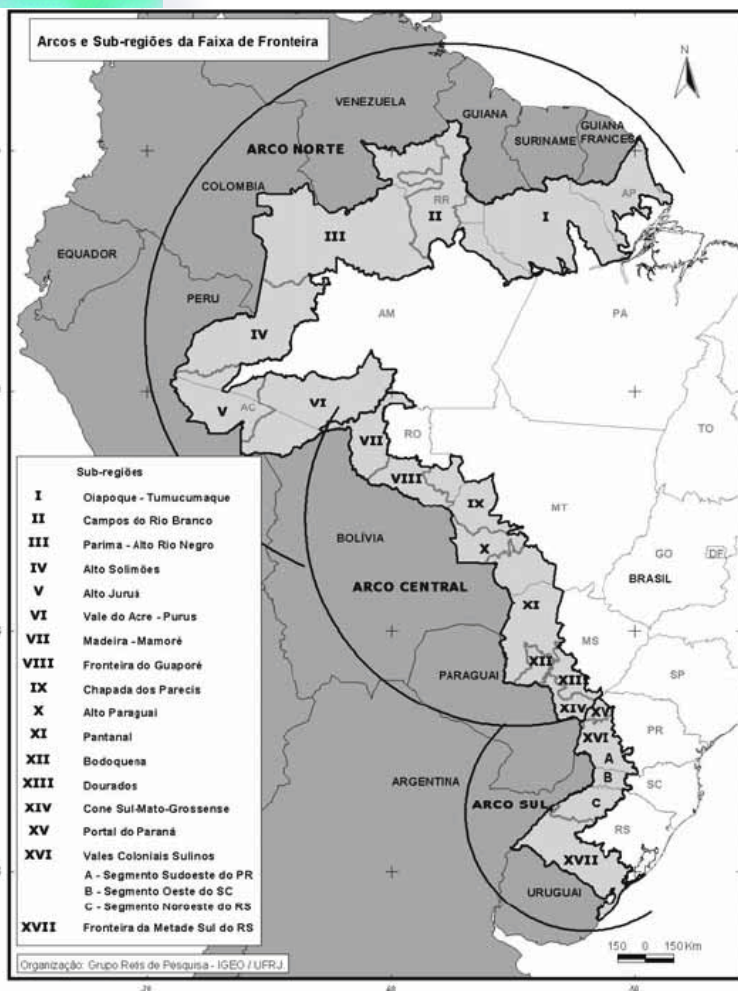 Arcos e Sub-regiões da Faixa de Fronteira
N
VENEZUELA
GUIANA
SURINAME
GUIANA
FRANCES
ARCO NORTE
COLOMBIA
RR
AP
I
II
III
EQUADOR
PERU
IV
AM
PA
V
AC
VI
VII
RO
TO
VIII
IX
MT
BOLÍVIA
X
GO
DF
BRASIL
ARCO CENTRAL
XI
MS
XII
XIII
SP
PARAGUAI
XIV
XV
XVI
PR
A
B
SC
ARGENTINA
ARCO SUL
C
RS
XVII
URUGUAI
Sub-regiões
I Oiapoque - Tumucumaque
II Campos do Rio Branco
III Parima - Alto Rio Negro
IV Alto Solimões
V Alto Juruá
VI Vale do Acre - Purus
VII Madeira - Mamoré
VIII Fronteira do Guaporé
IX Chapada dos Parecis
X Alto Paraguai
XI Pantanal
XII Bodoquena
XIII Dourados
XIV Cone Sul-Mato-Grossense
XV Portal do Paraná
XVI Vales Coloniais Sulinos
A - Segmento Sudoeste do PR
B - Segmento Oeste do SC
C - Segmento Noroeste do RS
XVII Fronteira da Metade Sul do RS
150 0 150 Km
Organização: Grupo Retis de Pesquisa - IGEO / UFRJ